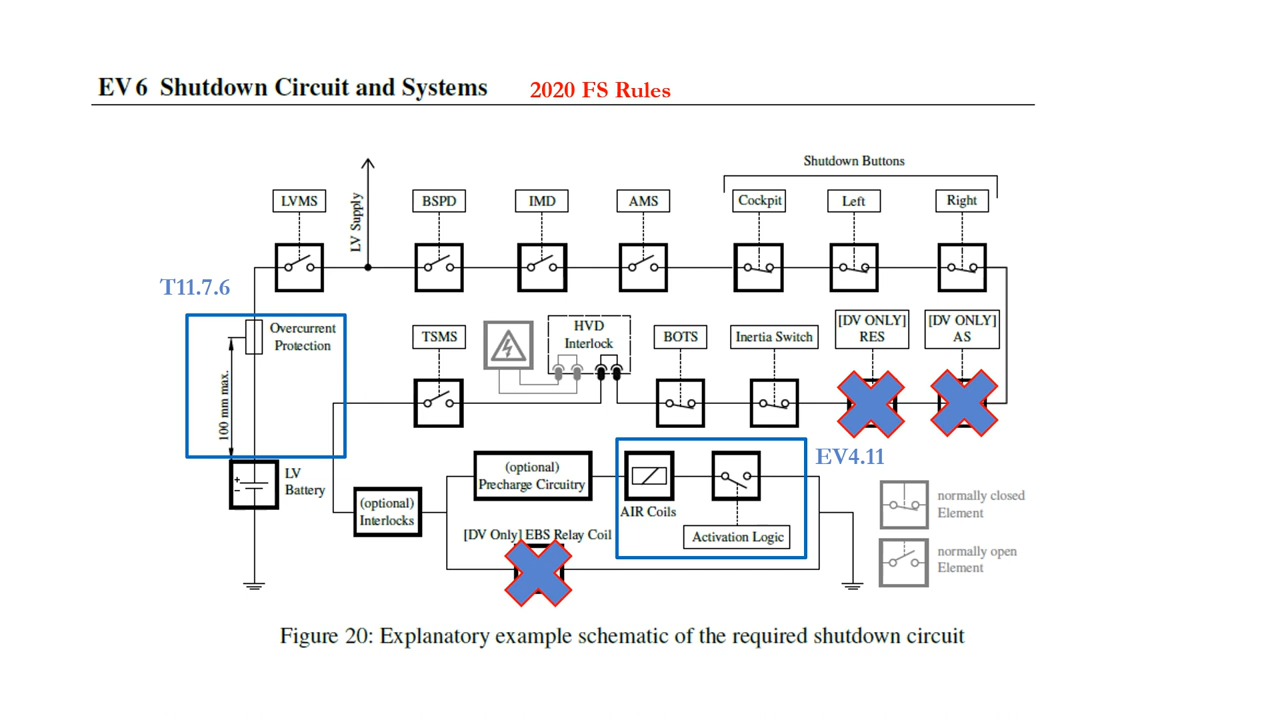 EV 6 Shutdown Circuit and Systems
2020 FS Rules
Shutdown Buttons
LVMS
LV Supply
BSPD
IMD
AMS
Cockpit
Left
Right
T11.7.6
Overcurrent
Protection
100 mm max.
TSMS
HVD
Interlock
BOTS
Inertia Switch
[DV ONLY]
RES
[DV ONLY]
AS
LV
Battery
+
-
(optional)
Interlocks
(optional)
Precharge Circuitry
AIR Coils
Activation Logic
EV4.11
[DV Only] EBS Relay Coil
normally closed
Element
normally open
Element
Figure 20: Explanatory example schematic of the required shutdown circuit